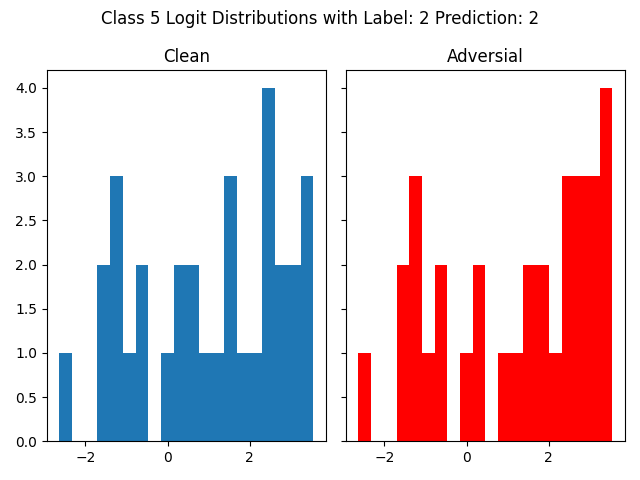 Class 5 Logit Distributions with Label: 2 Prediction: 2
Clean
Adversial
4.0
3.5
3.0
2.5
2.0
1.5
1.0
0.5
0.0
−2 0 2
−2 0 2